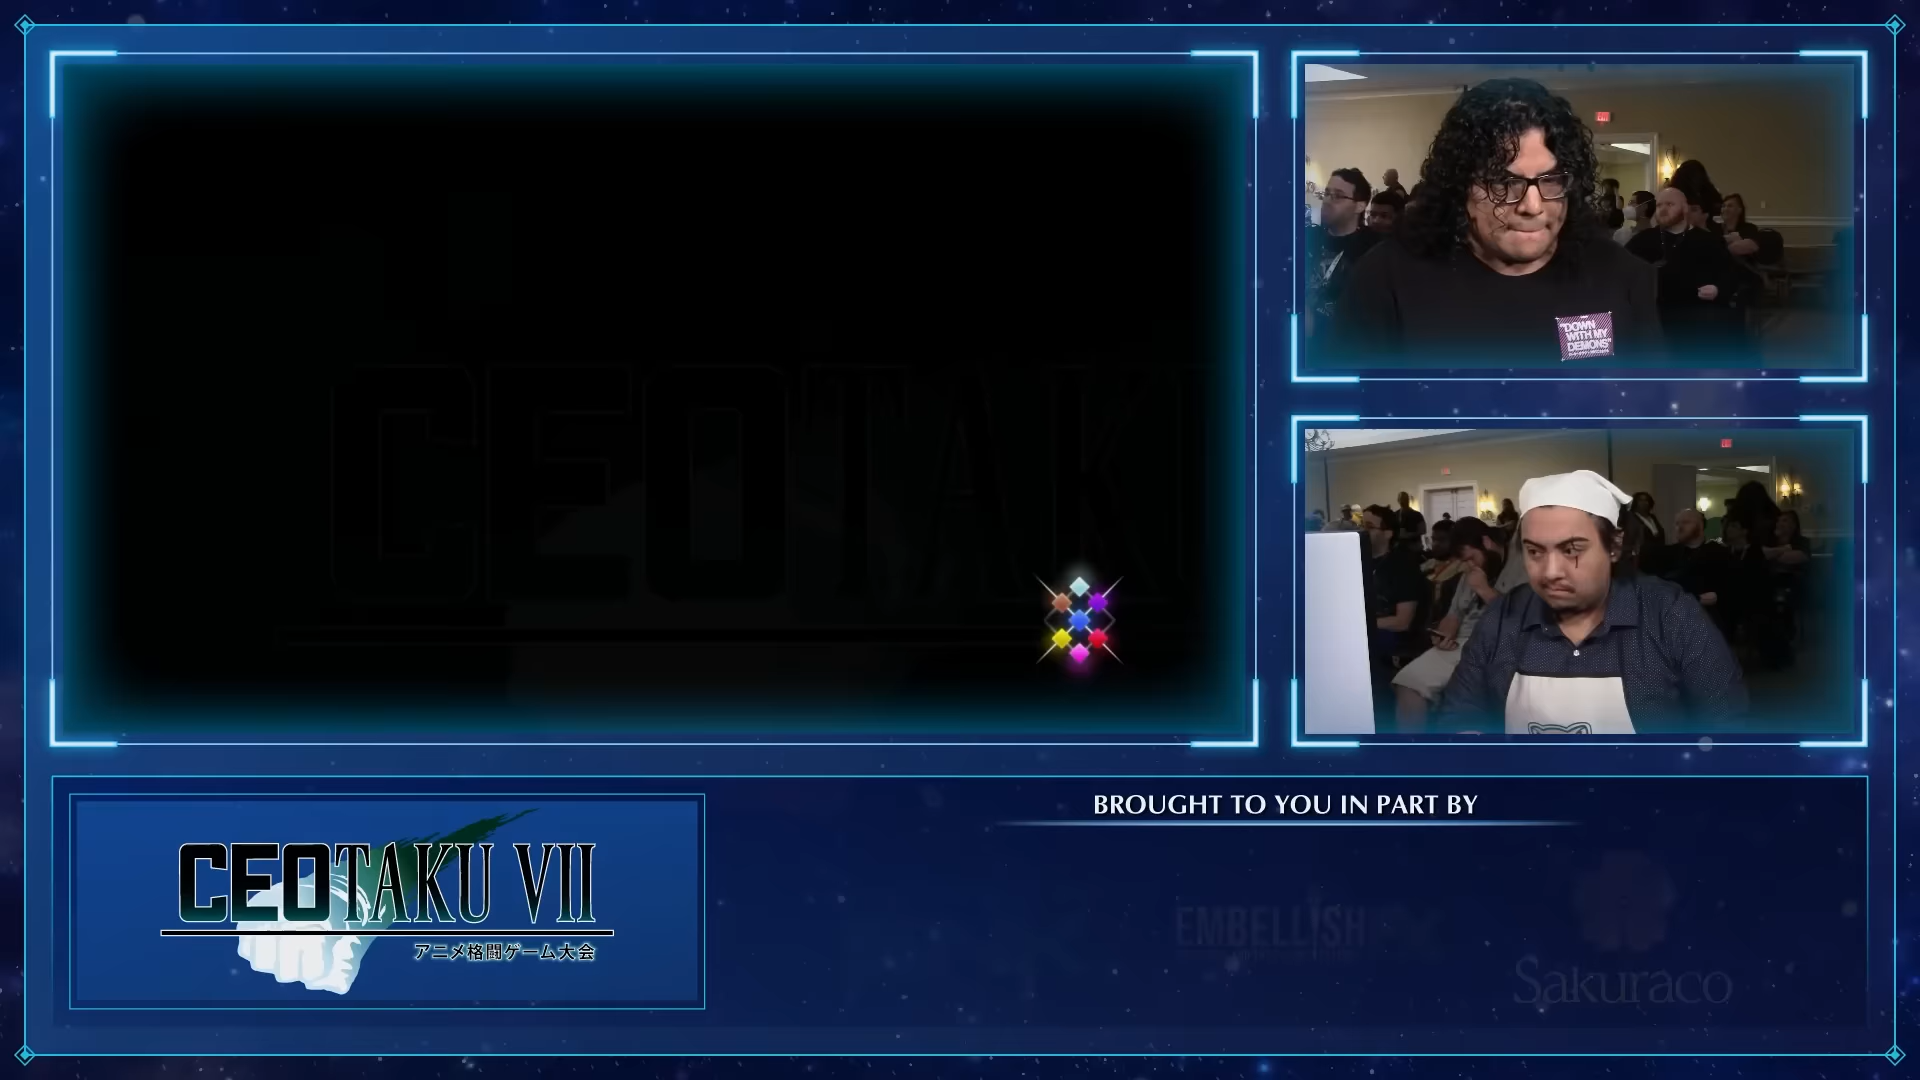 CEOTAKU
"DOWN
WITH MY
DEMONS"
CEOTAKU VII
アニメ格闘ゲーム大会
BROUGHT TO YOU IN PART BY
EMBELLISH
Sakuraco